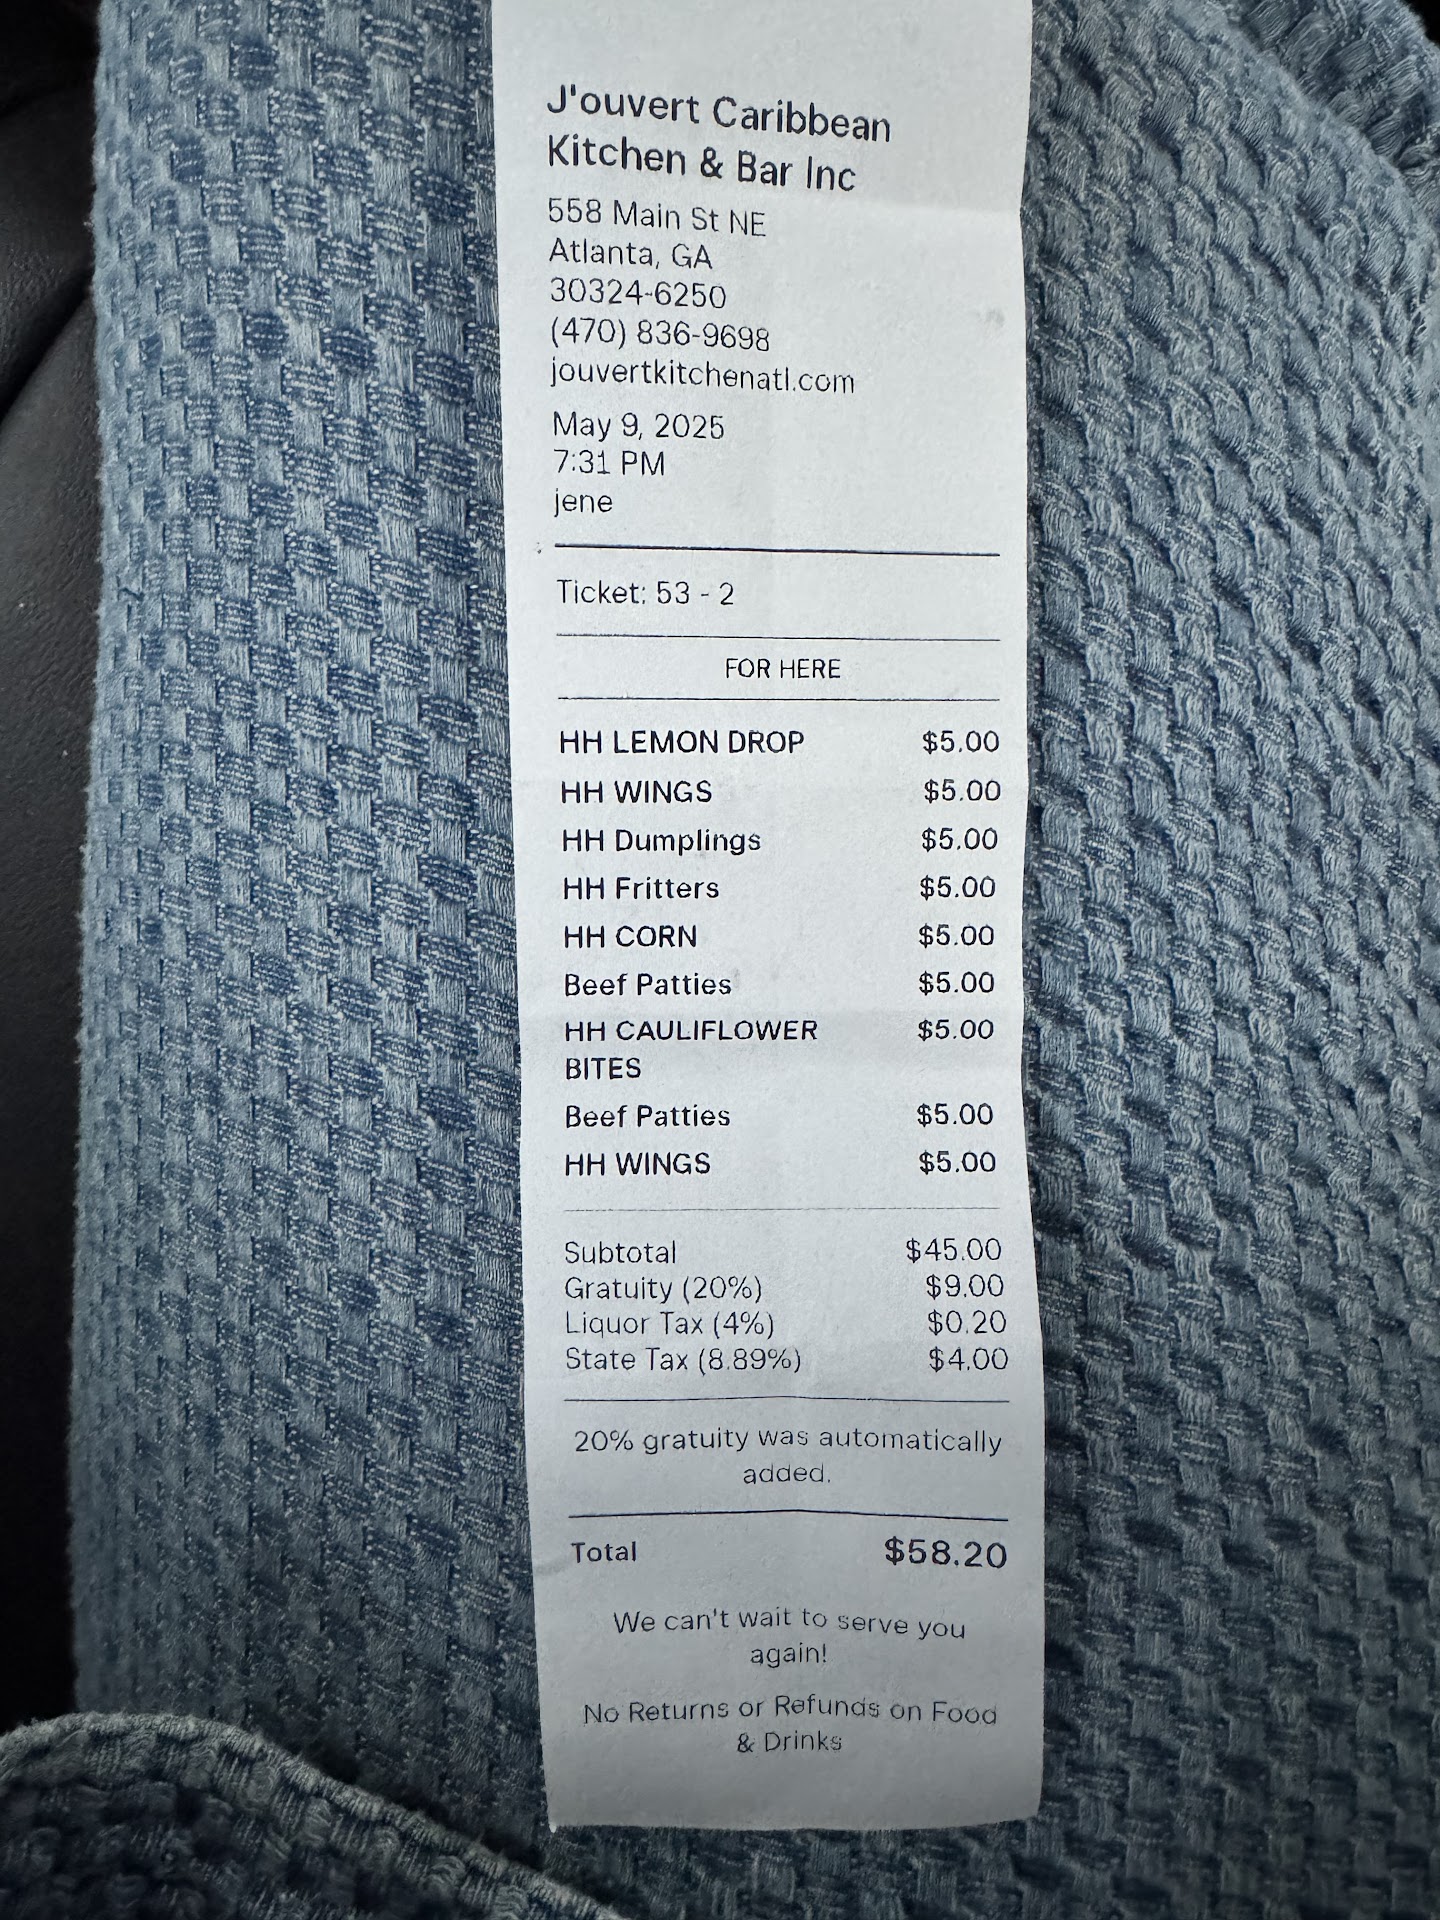 J'ouvert Caribbean
Kitchen & Bar Inc
558 Main St NE
Atlanta, GA
30324-6250
(470) 836-9698
jouvertkitchenatl.com
May 9, 2025
7:31 PM
jene
Ticket: 53 - 2
FOR HERE
HH LEMON DROP $5.00
HH WINGS $5.00
HH Dumplings $5.00
HH Fritters $5.00
HH CORN $5.00
Beef Patties $5.00
HH CAULIFLOWER $5.00
BITES
Beef Patties $5.00
HH WINGS $5.00
Subtotal $45.00
Gratuity (20%) $9.00
Liquor Tax (4%) $0.20
State Tax (8.89%) $4.00
20% gratuity was automatically
added.
Total $58.20
We can't wait to serve you
again!
No Returns or Refunds on Food
& Drinks